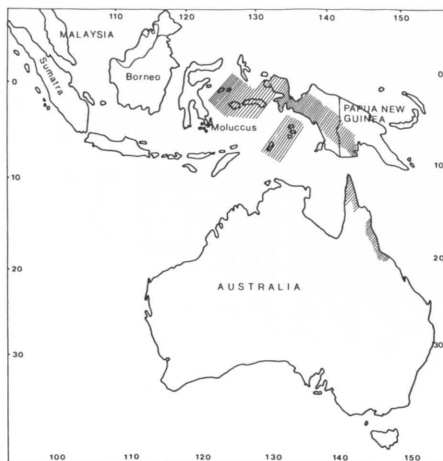 110 120 130 140 150
MALAYSIA
Sumatra
Borneo
0 0
PAPUA NEW
GUINEA
Moluccus
10 10
20 20
AUSTRALIA
30 30
100 110 120 130 140 150